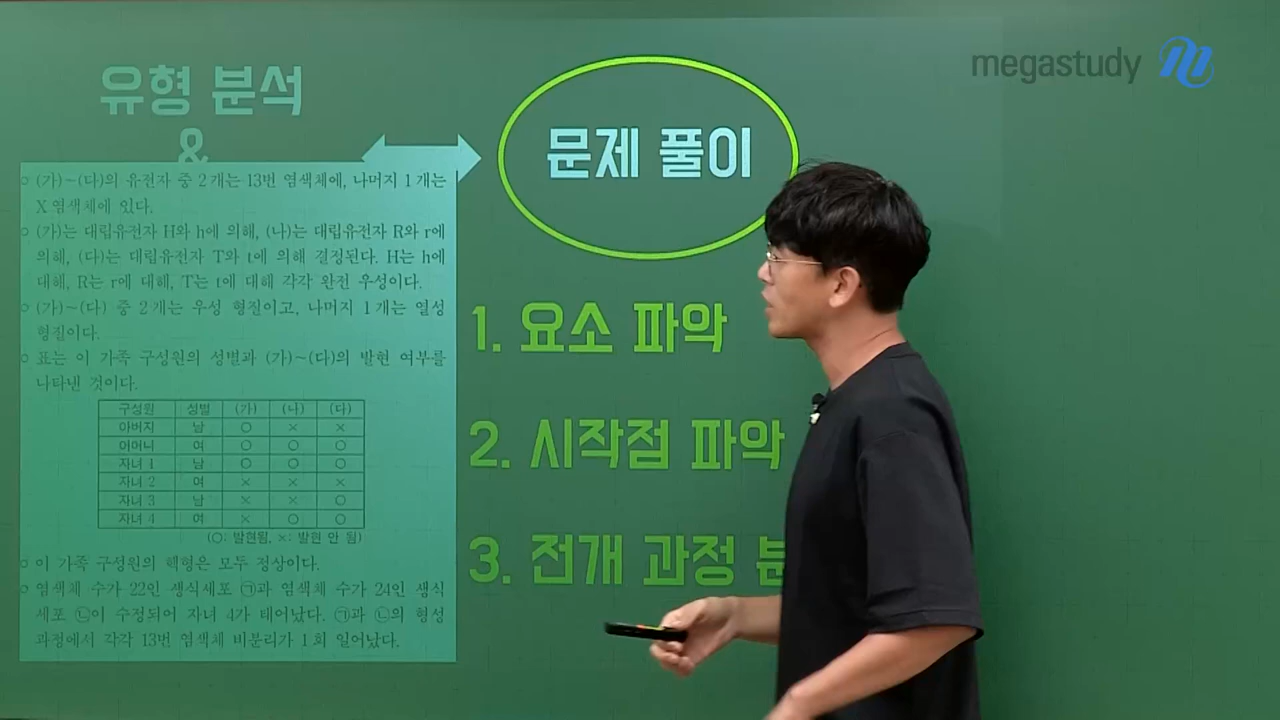 megastudy
유형 분석
&
문제 풀이
1. 요소 파악
2. 시작점 파악
3. 전개 과정
○ (가)~(다)의 유전자 중 2개는 13번 염색체에, 나머지 1개는
X 염색체에 있다.
○ (가)는 대립유전자 H와 h에 의해, (나)는 대립유전자 R와 r에
의해, (다)는 대립유전자 T와 t에 의해 결정된다. H는 h에
대해, R는 r에 대해, T는 t에 대해 각각 완전 우성이다.
○ (가)~(다) 중 2개는 우성 형질이고, 나머지 1개는 열성
형질이다.
○ 표는 이 가족 구성원의 성별과 (가)~(다)의 발현 여부를
나타낸 것이다.
구성원 성별 (가) (나) (다)
아버지 남 ○ × ×
어머니 여 ○ ○ ○
자녀 1 남 ○ ○ ○
자녀 2 여 × × ×
자녀 3 남 × × ○
자녀 4 여 × ○ ○
(○: 발현됨, ×: 발현 안 됨)
○ 이 가족 구성원의 핵형은 모두 정상이다.
○ 염색체 수가 22인 생식세포 ㉠과 염색체 수가 24인 생식
세포 ㉡이 수정되어 자녀 4가 태어났다. ㉠과 ㉡의 형성
과정에서 각각 13번 염색체 비분리가 1회 일어났다.